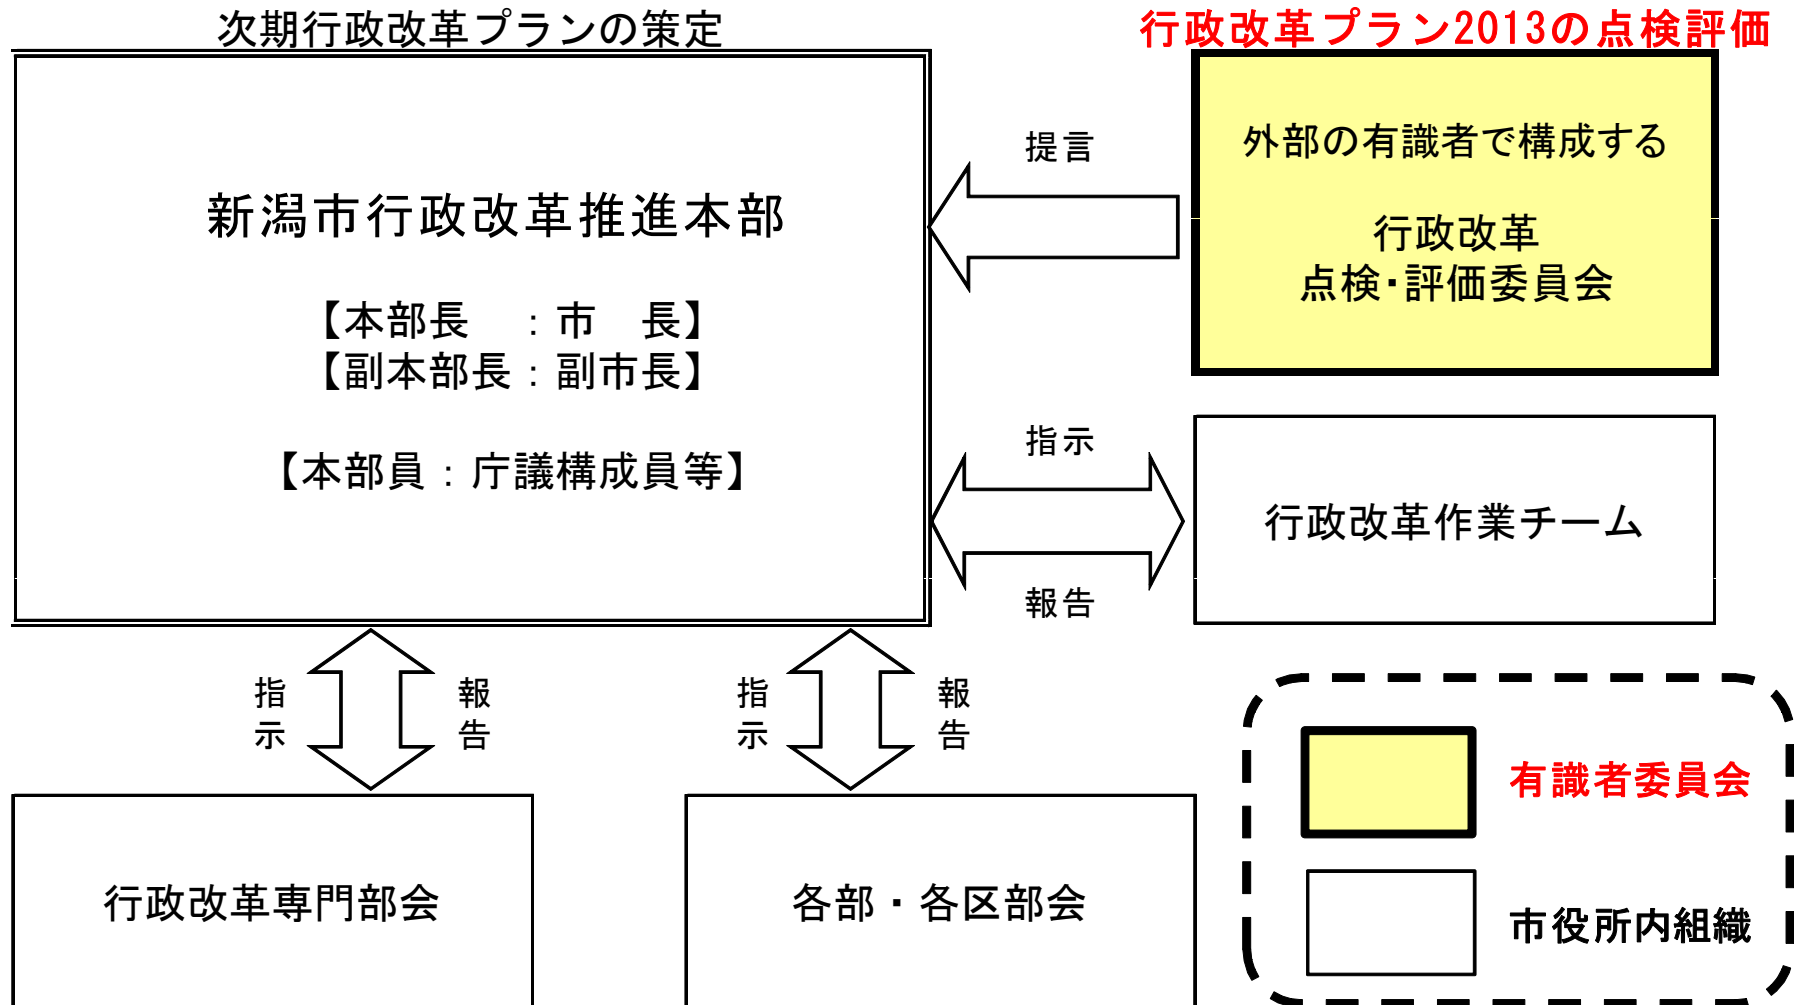 次期行政改革プランの策定
行政改革プラン2013の点検評価
新潟市行政改革推進本部
【本部長　：市　長】
【副本部長：副市長】
【本部員：庁議構成員等】
提言
外部の有識者で構成する
行政改革
点検・評価委員会
指示
報告
行政改革作業チーム
指示
報告
指示
報告
行政改革専門部会
各部・各区部会
有識者委員会
市役所内組織